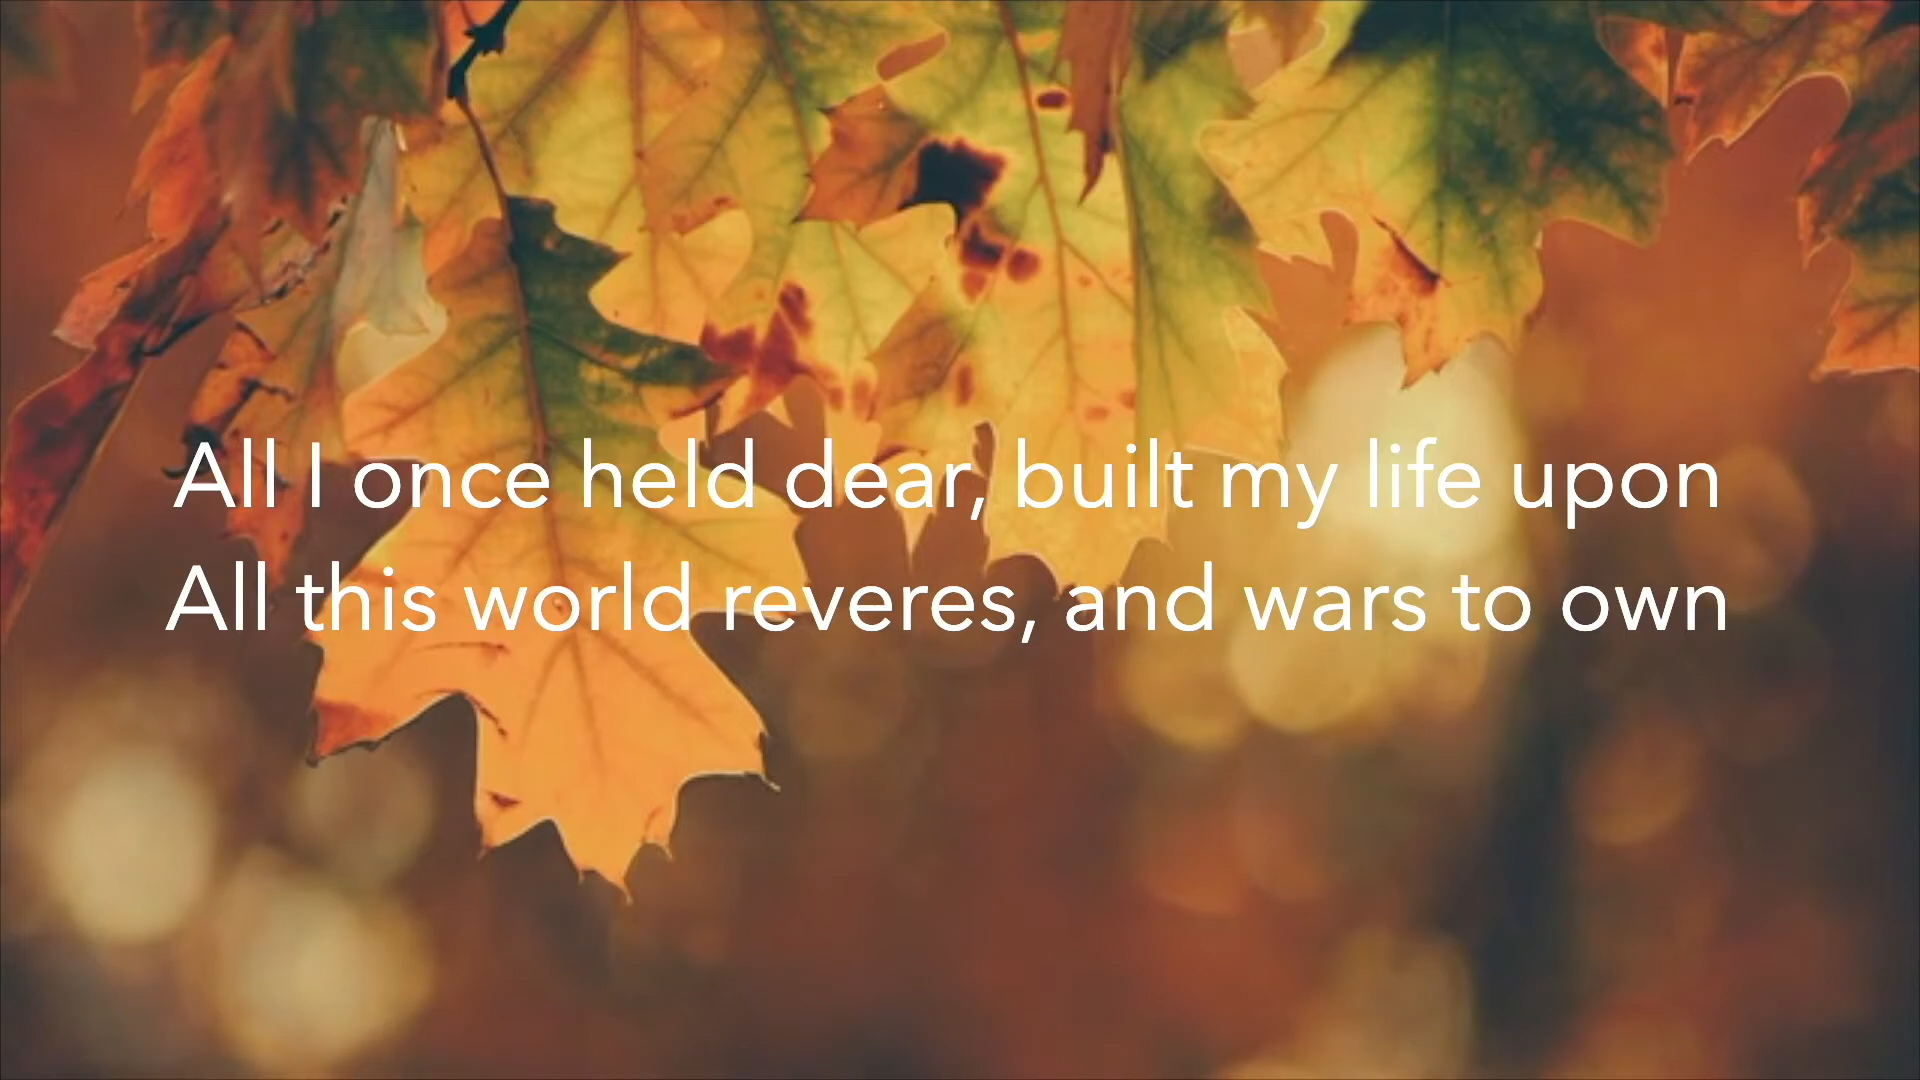 All I once held dear, built my life upon
All this world reveres, and wars to own